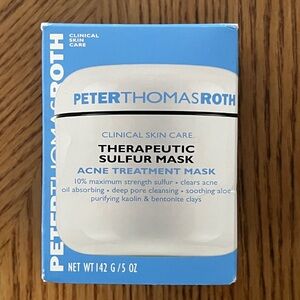 PETERTHOMASROTH
CLINICAL
SKIN
CARE
PETERTHOMASROTH
CLINICAL SKIN CARE
THERAPEUTIC
SULFUR MASK
ACNE TREATMENT MASK
10% maximum strength sulfur • clears acne
oil absorbing • deep pore cleansing • soothing aloe
purifying kaolin & bentonite clays
NET WT 142 G/5 OZ